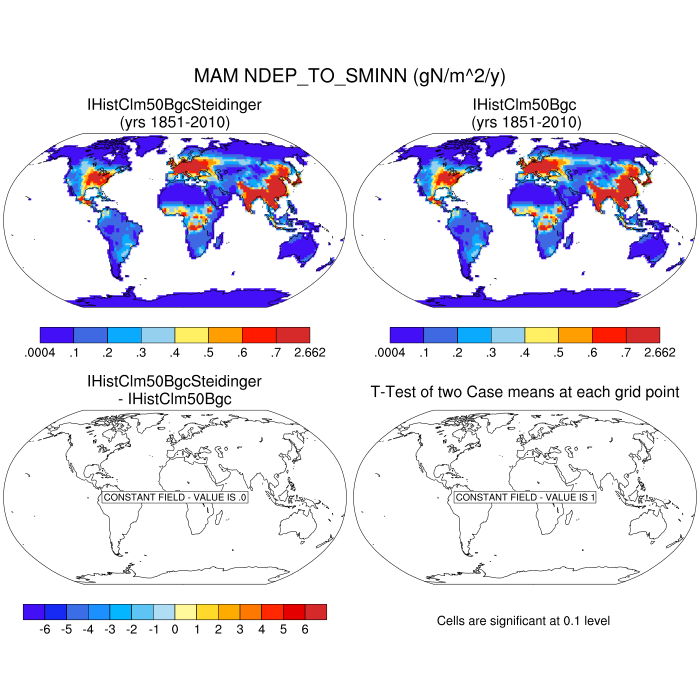 MAM NDEP_TO_SMINN (gN/m^2/y)
IHistClm50BgcSteidinger
(yrs 1851-2010)
IHistClm50Bgc
(yrs 1851-2010)
.0004 .1 .2 .3 .4 .5 .6 .7 2.662
.0004 .1 .2 .3 .4 .5 .6 .7 2.662
IHistClm50BgcSteidinger
- IHistClm50Bgc
T-Test of two Case means at each grid point
CONSTANT FIELD - VALUE IS .0
CONSTANT FIELD - VALUE IS 1
-6 -5 -4 -3 -2 -1 0 1 2 3 4 5 6
Cells are significant at 0.1 level